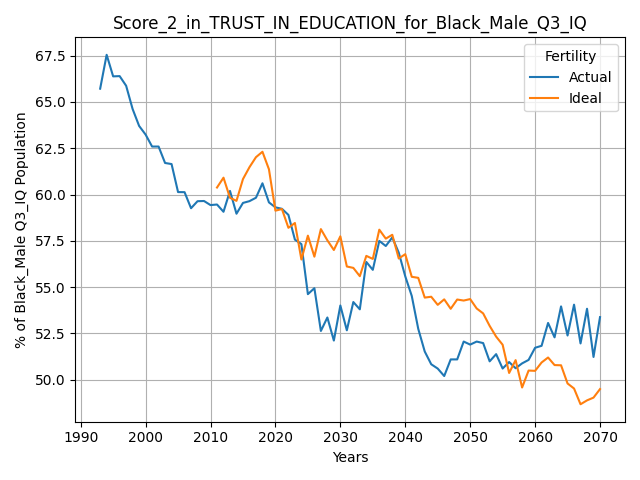 Score_2_in_TRUST_IN_EDUCATION_for_Black_Male_Q3_IQ
Fertility
Actual
Ideal
% of Black_Male Q3_IQ Population
67.5
65.0
62.5
60.0
57.5
55.0
52.5
50.0
1990 2000 2010 2020 2030 2040 2050 2060 2070
Years